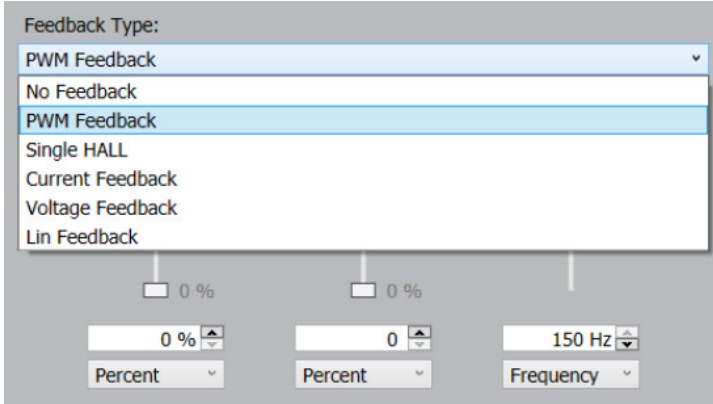 Feedback Type:
PWM Feedback
No Feedback
PWM Feedback
Single HALL
Current Feedback
Voltage Feedback
Lin Feedback
0 % 0 %
0 % 0 150 Hz
Percent Percent Frequency